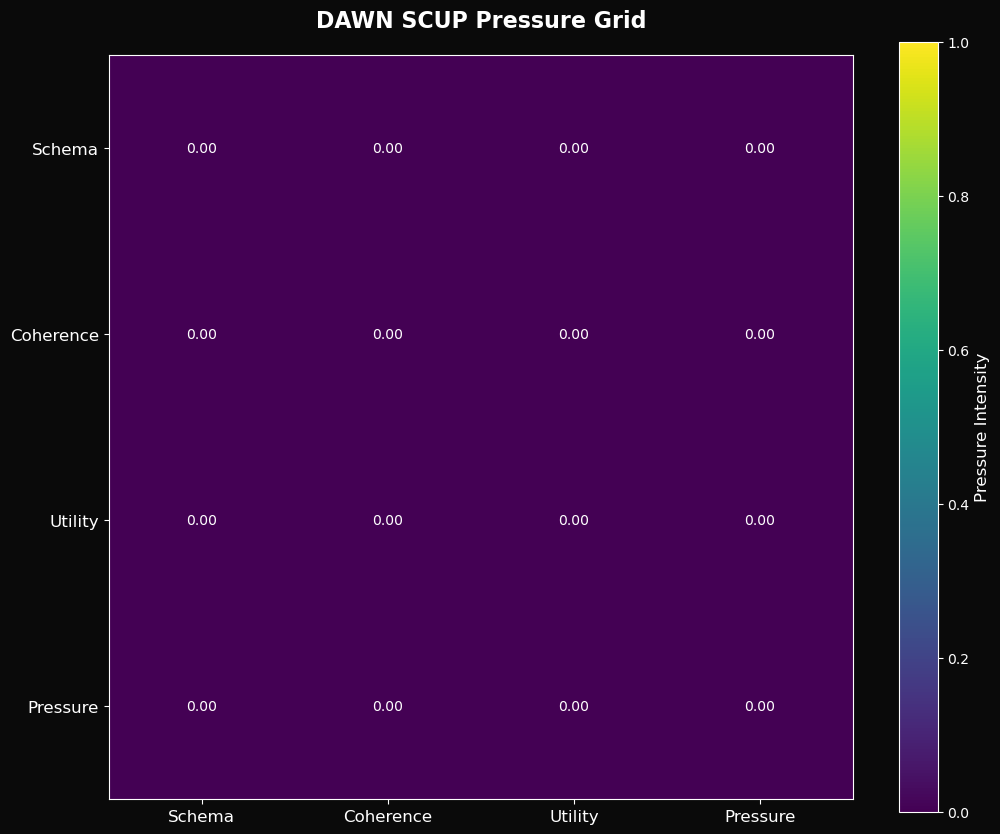 DAWN SCUP Pressure Grid
1.0
Schema 0.00 0.00 0.00 0.00
0.8
Coherence 0.00 0.00 0.00 0.00
0.6
Pressure Intensity
0.4
Utility 0.00 0.00 0.00 0.00
0.2
Pressure 0.00 0.00 0.00 0.00
0.0
Schema Coherence Utility Pressure